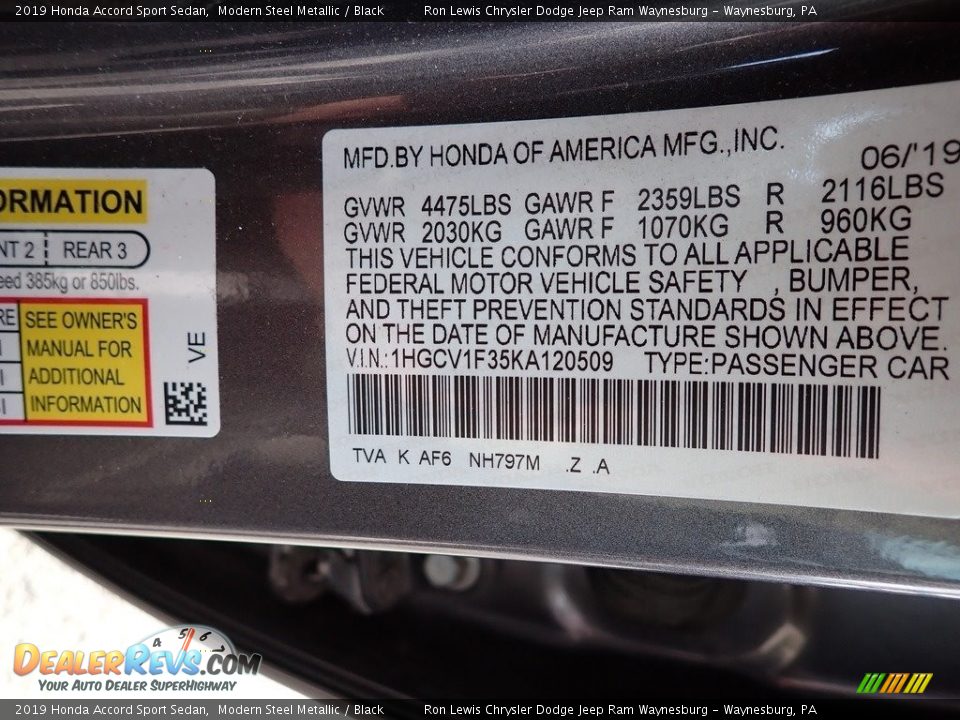 2019 Honda Accord Sport Sedan, Modern Steel Metallic / Black Ron Lewis Chrysler Dodge Jeep Ram Waynesburg - Waynesburg, PA
ORMATION
NT 2 REAR 3
eed 385kg or 850lbs.
RE
SEE OWNER'S
MANUAL FOR
ADDITIONAL
INFORMATION
VE
MFD.BY HONDA OF AMERICA MFG.,INC. 06/'19
GVWR 4475LBS GAWR F 2359LBS R 2116LBS
GVWR 2030KG GAWR F 1070KG R 960KG
THIS VEHICLE CONFORMS TO ALL APPLICABLE
FEDERAL MOTOR VEHICLE SAFETY , BUMPER,
AND THEFT PREVENTION STANDARDS IN EFFECT
ON THE DATE OF MANUFACTURE SHOWN ABOVE.
V.I.N.:1HGCV1F35KA120509 TYPE:PASSENGER CAR
TVA K AF6 NH797M .Z .A
4 5 6
DEALERREVS.COM
YOUR AUTO DEALER SUPERHIGHWAY
2019 Honda Accord Sport Sedan, Modern Steel Metallic / Black Ron Lewis Chrysler Dodge Jeep Ram Waynesburg - Waynesburg, PA